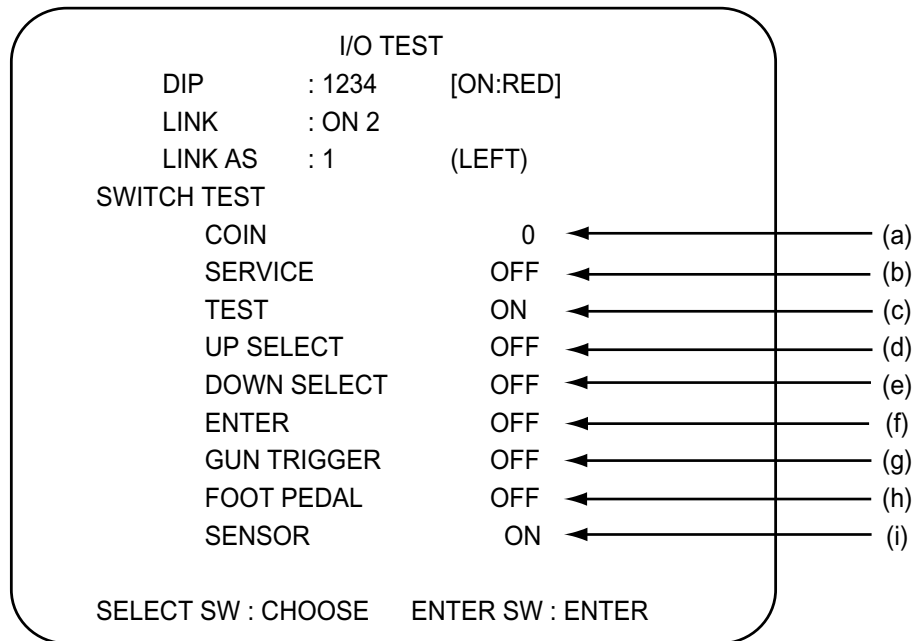 I/O TEST
DIP : 1234 [ON:RED]
LINK : ON 2
LINK AS : 1 (LEFT)
SWITCH TEST
COIN 0 (a)
SERVICE OFF (b)
TEST ON (c)
UP SELECT OFF (d)
DOWN SELECT OFF (e)
ENTER OFF (f)
GUN TRIGGER OFF (g)
FOOT PEDAL OFF (h)
SENSOR ON (i)
SELECT SW : CHOOSE ENTER SW : ENTER